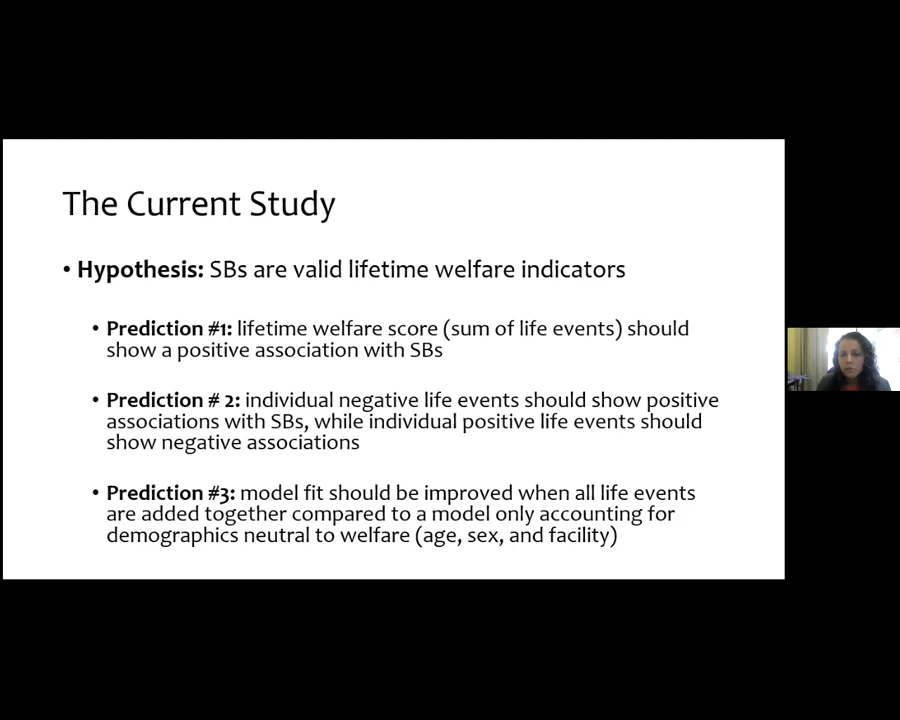 The Current Study
• Hypothesis: SBs are valid lifetime welfare indicators
• Prediction #1: lifetime welfare score (sum of life events) should
show a positive association with SBs
• Prediction # 2: individual negative life events should show positive
associations with SBs, while individual positive life events should
show negative associations
• Prediction #3: model fit should be improved when all life events
are added together compared to a model only accounting for
demographics neutral to welfare (age, sex, and facility)